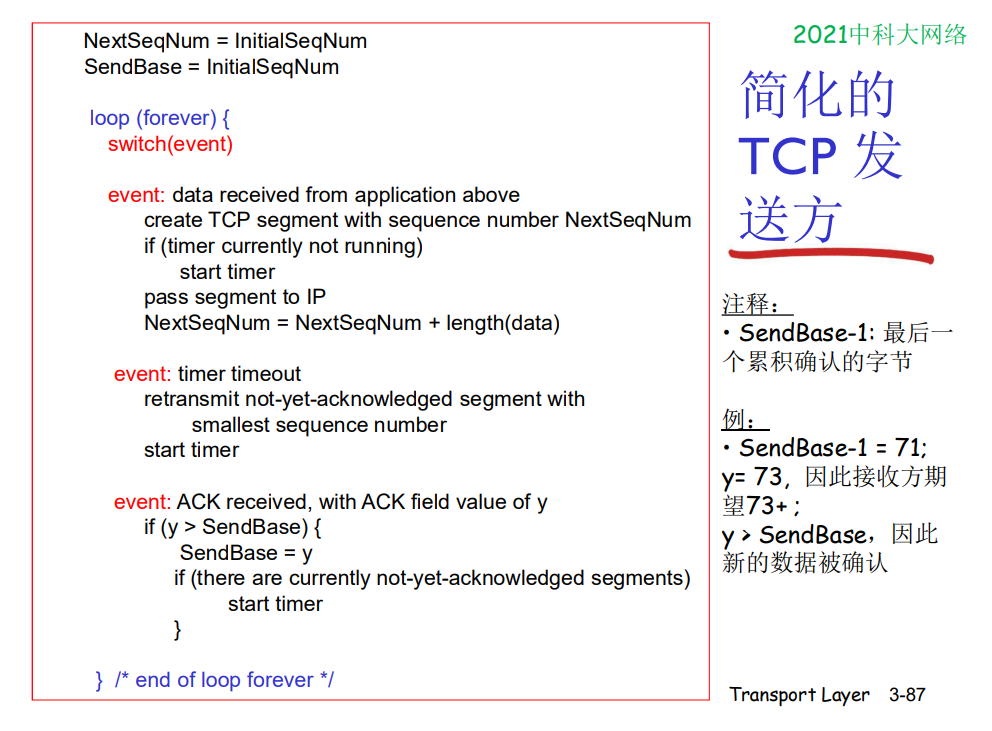 NextSeqNum = InitialSeqNum
SendBase = InitialSeqNum
loop (forever) {
switch(event)
event: data received from application above
create TCP segment with sequence number NextSeqNum
if (timer currently not running)
start timer
pass segment to IP
NextSeqNum = NextSeqNum + length(data)
event: timer timeout
retransmit not-yet-acknowledged segment with
smallest sequence number
start timer
event: ACK received, with ACK field value of y
if (y > SendBase) {
SendBase = y
if (there are currently not-yet-acknowledged segments)
start timer
}
} /* end of loop forever */
2021中科大网络
简化的
TCP 发
送方
注释：
• SendBase-1: 最后一
个累积确认的字节
例：
• SendBase-1 = 71;
y= 73, 因此接收方期
望73+ ;
y > SendBase，因此
新的数据被确认
Transport Layer 3-87